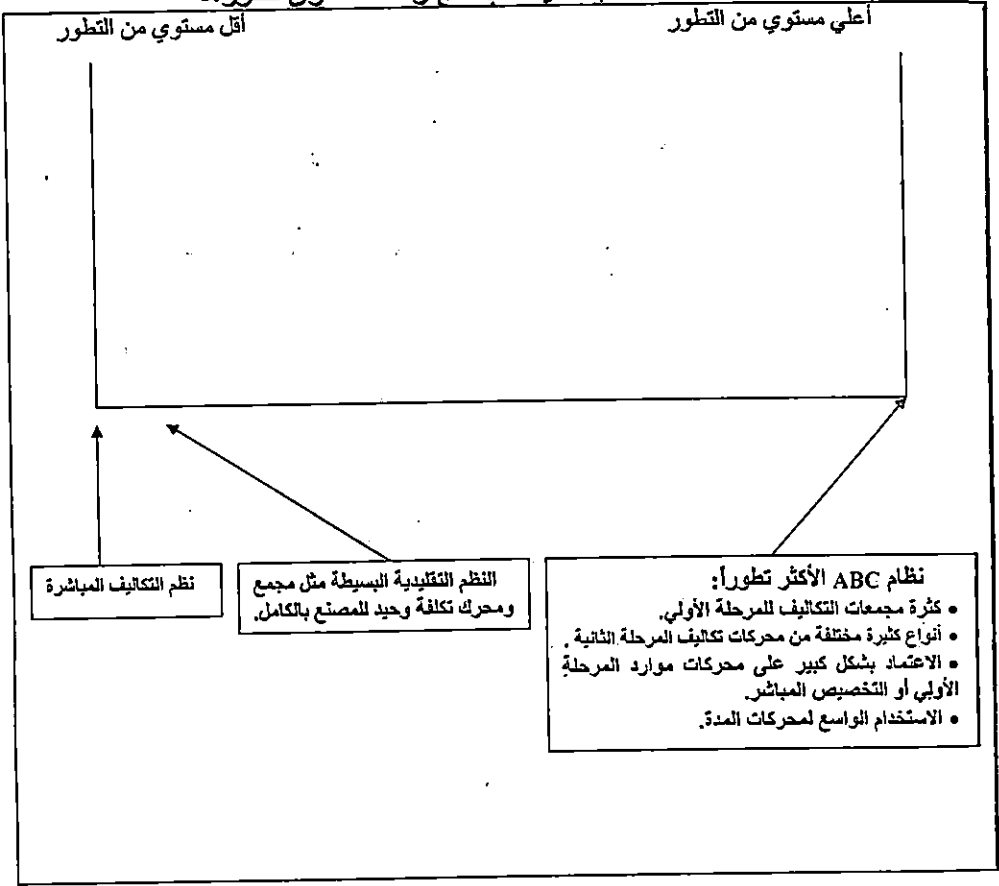 أعلي مستوي من التطور
أقل مستوي من التطور
نظم التكاليف المباشرة
النظم التقليدية البسيطة مثل مجمع
ومحرك تكلفة وحيد للمصنع بالكامل.
نظام ABC الأكثر تطوراً:
• كثرة مجمعات التكاليف للمرحلة الأولي.
• أنواع كثيرة مختلفة من محركات تكاليف المرحلة الثانية .
• الاعتماد بشكل كبير على محركات موارد المرحلة
الأولي أو التخصيص المباشر.
• الاستخدام الواسع لمحركات المدة.